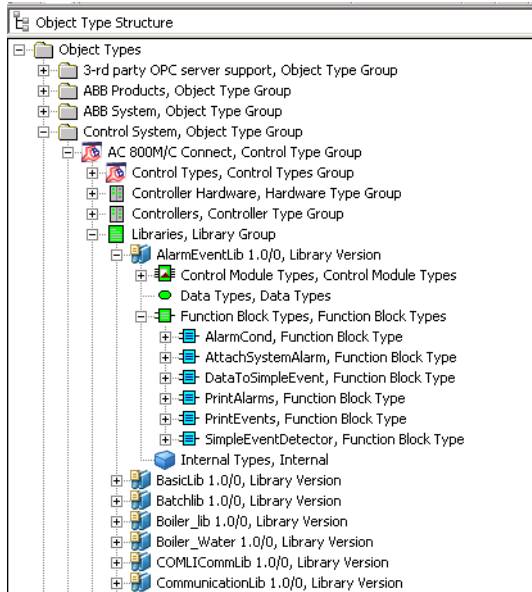 Object Type Structure
Object Types
3-rd party OPC server support, Object Type Group
ABB Products, Object Type Group
ABB System, Object Type Group
Control System, Object Type Group
AC 800M/C Connect, Control Type Group
Control Types, Control Types Group
Controller Hardware, Hardware Type Group
Controllers, Controller Type Group
Libraries, Library Group
AlarmEventLib 1.0/0, Library Version
Control Module Types, Control Module Types
Data Types, Data Types
Function Block Types, Function Block Types
AlarmCond, Function Block Type
AttachSystemAlarm, Function Block Type
DataToSimpleEvent, Function Block Type
PrintAlarms, Function Block Type
PrintEvents, Function Block Type
SimpleEventDetector, Function Block Type
Internal Types, Internal
BasicLib 1.0/0, Library Version
Batchlib 1.0/0, Library Version
Boiler_lib 1.0/0, Library Version
Boiler_Water 1.0/0, Library Version
COMLICommLib 1.0/0, Library Version
CommunicationLib 1.0/0, Library Version